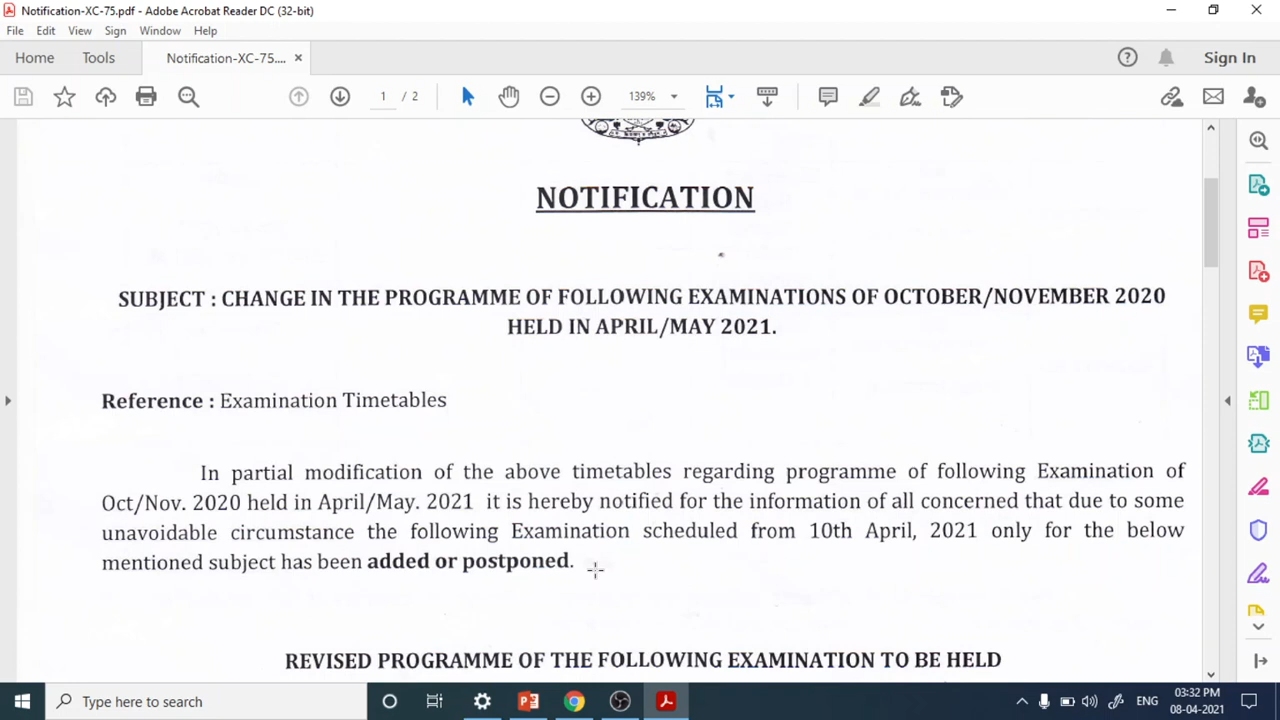 Notification-XC-75.pdf - Adobe Acrobat Reader DC (32-bit)
File Edit View Sign Window Help
Home Tools Notification-XC-75.... Sign In
1 / 2 139%
NOTIFICATION
SUBJECT : CHANGE IN THE PROGRAMME OF FOLLOWING EXAMINATIONS OF OCTOBER/NOVEMBER 2020
HELD IN APRIL/MAY 2021.
Reference : Examination Timetables
In partial modification of the above timetables regarding programme of following Examination of
Oct/Nov. 2020 held in April/May. 2021 it is hereby notified for the information of all concerned that due to some
unavoidable circumstance the following Examination scheduled from 10th April, 2021 only for the below
mentioned subject has been added or postponed.
REVISED PROGRAMME OF THE FOLLOWING EXAMINATION TO BE HELD
Type here to search
ENG
03:32 PM
08-04-2021